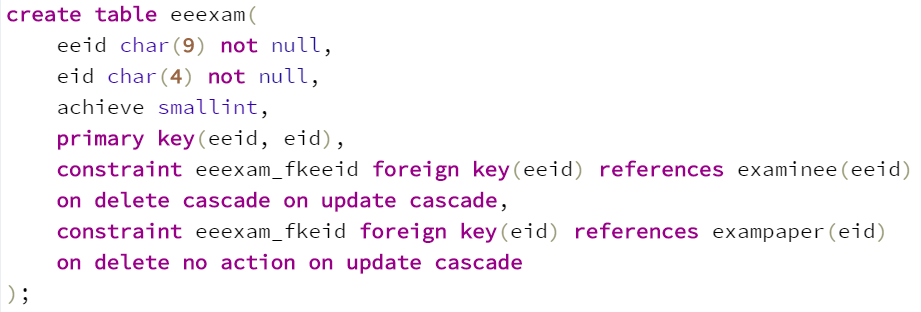 create table eeexam(
    eeid char(9) not null,
    eid char(4) not null,
    achieve smallint,
    primary key(eeid, eid),
    constraint eeexam_fkeeid foreign key(eeid) references examinee(eeid)
    on delete cascade on update cascade,
    constraint eeexam_fkeid foreign key(eid) references exampaper(eid)
    on delete no action on update cascade
);